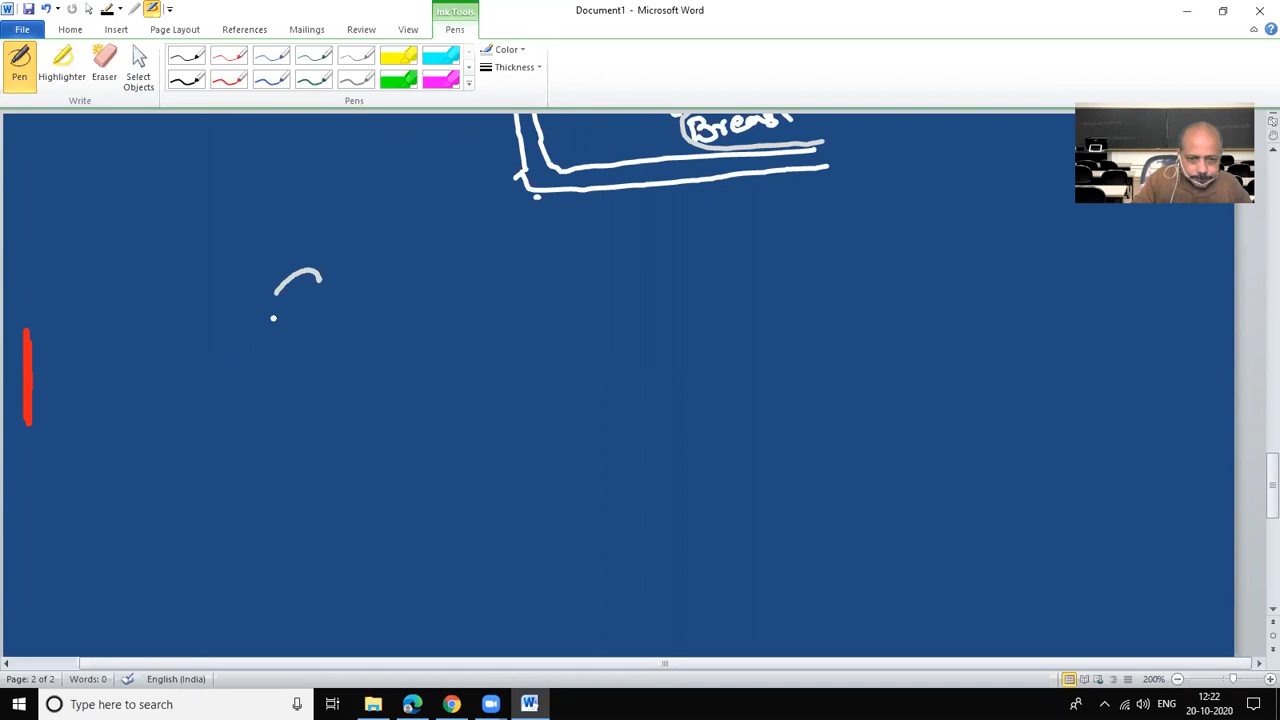 Ink Tools
Document1 - Microsoft Word
File Home Insert Page Layout References Mailings Review View Pens
Pen
Highlighter
Eraser
Select
Objects
Color
Thickness
Write
Pens
Breast
Page: 2 of 2 Words: 0 English (India) 200%
Type here to search
ENG
12:22
20-10-2020